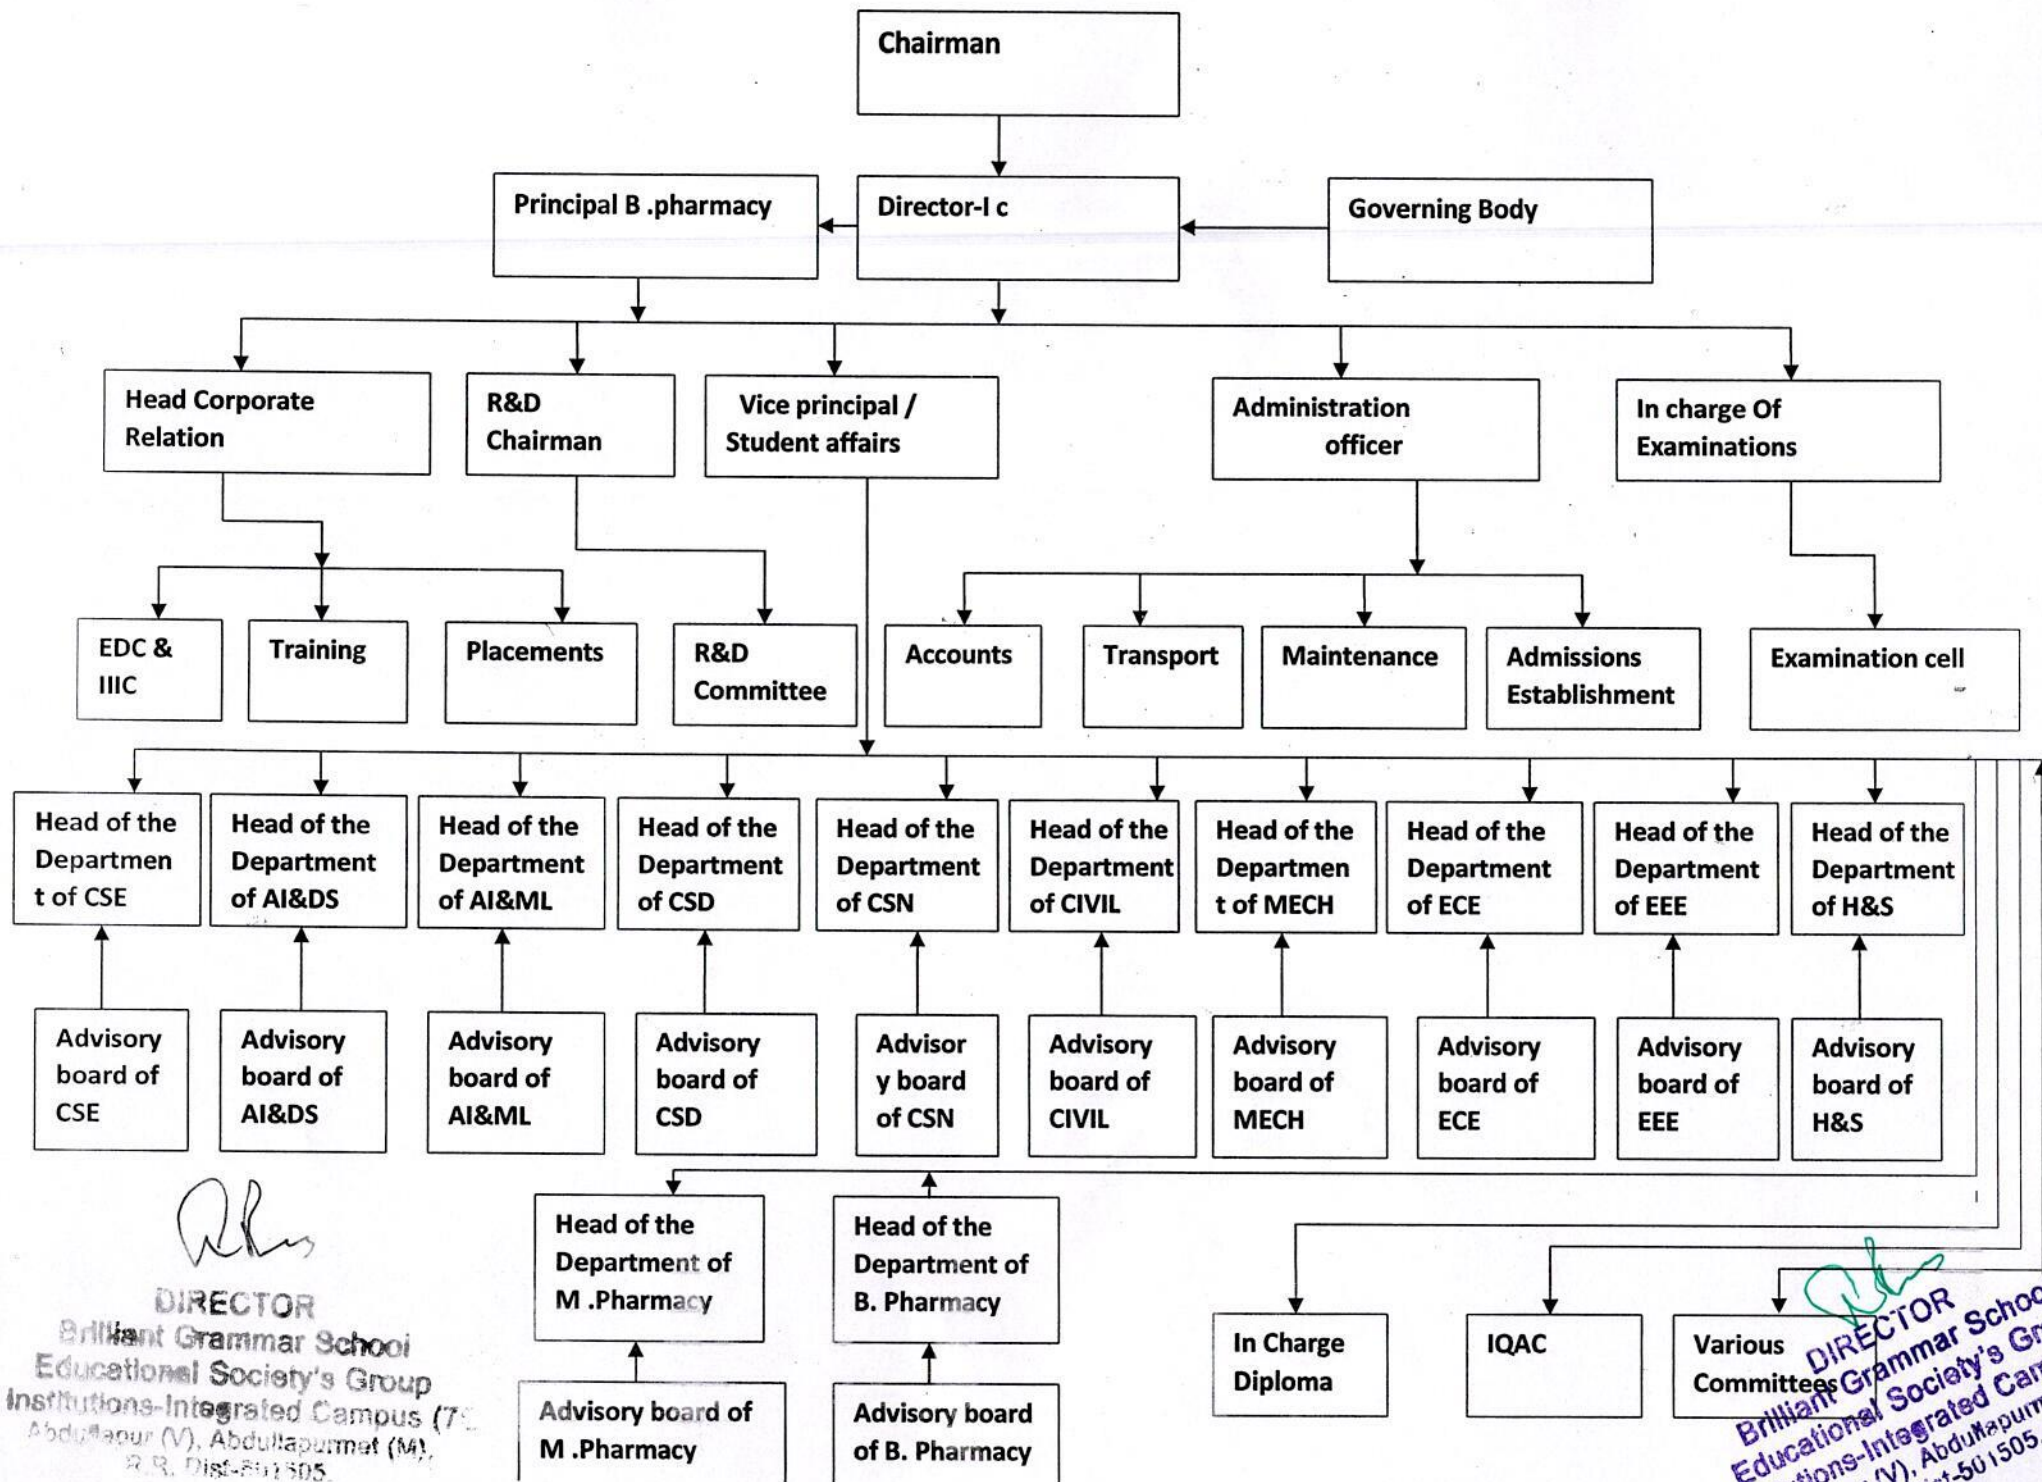 Chairman
Principal B .pharmacy
Director-I c
Governing Body
Head Corporate
Relation
R&D
Chairman
Vice principal /
Student affairs
Administration
officer
In charge Of
Examinations
EDC &
IIIC
Training
Placements
R&D
Committee
Accounts
Transport
Maintenance
Admissions
Establishment
Examination cell
Head of the
Departmen
t of CSE
Head of the
Department
of AI&DS
Head of the
Department
of AI&ML
Head of the
Department
of CSD
Head of the
Department
of CSN
Head of the
Department
of CIVIL
Head of the
Departmen
t of MECH
Head of the
Department
of ECE
Head of the
Department
of EEE
Head of the
Department
of H&S
Advisory
board of
CSE
Advisory
board of
AI&DS
Advisory
board of
AI&ML
Advisory
board of
CSD
Advisor
y board
of CSN
Advisory
board of
CIVIL
Advisory
board of
MECH
Advisory
board of
ECE
Advisory
board of
EEE
Advisory
board of
H&S
Head of the
Department of
M .Pharmacy
Head of the
Department of
B. Pharmacy
In Charge
Diploma
IQAC
Various
Committees
Advisory board of
M .Pharmacy
Advisory board
of B. Pharmacy
DIRECTOR
Brilliant Grammar School
Educational Society's Group
Institutions-Integrated Campus
Abdullapur (V), Abdullapurmet (M),
R.R. Dist-501505.
DIRECTOR
Brilliant Grammar School
Educational Society's
Integrated
(V),
501505.